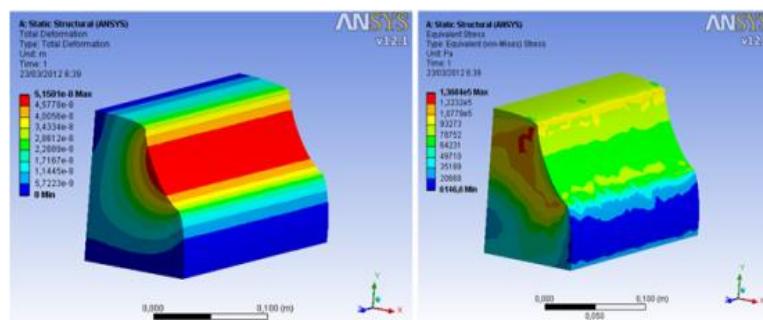 A: Static Structural (ANSYS)
Total Deformation
Type: Total Deformation
Unit: m
Time: 1
23/03/2012 6:39
5,1501e-8 Max
4,5778e-8
4,0056e-8
3,4334e-8
2,8612e-8
2,2889e-8
1,7167e-8
1,1445e-8
5,7223e-9
0 Min
ANSYS
v12.1
0,000
0,100 (m)
Y
Z
X
A: Static Structural (ANSYS)
Equivalent Stress
Type: Equivalent (von-Mises) Stress
Unit: Pa
Time: 1
23/03/2012 6:39
1,2232e5
1,0779e5
93273
78752
64231
49710
35189
20668
6146,6 Min
ANSYS
0,000
0,100 (m)
0,050
Y
Z
X